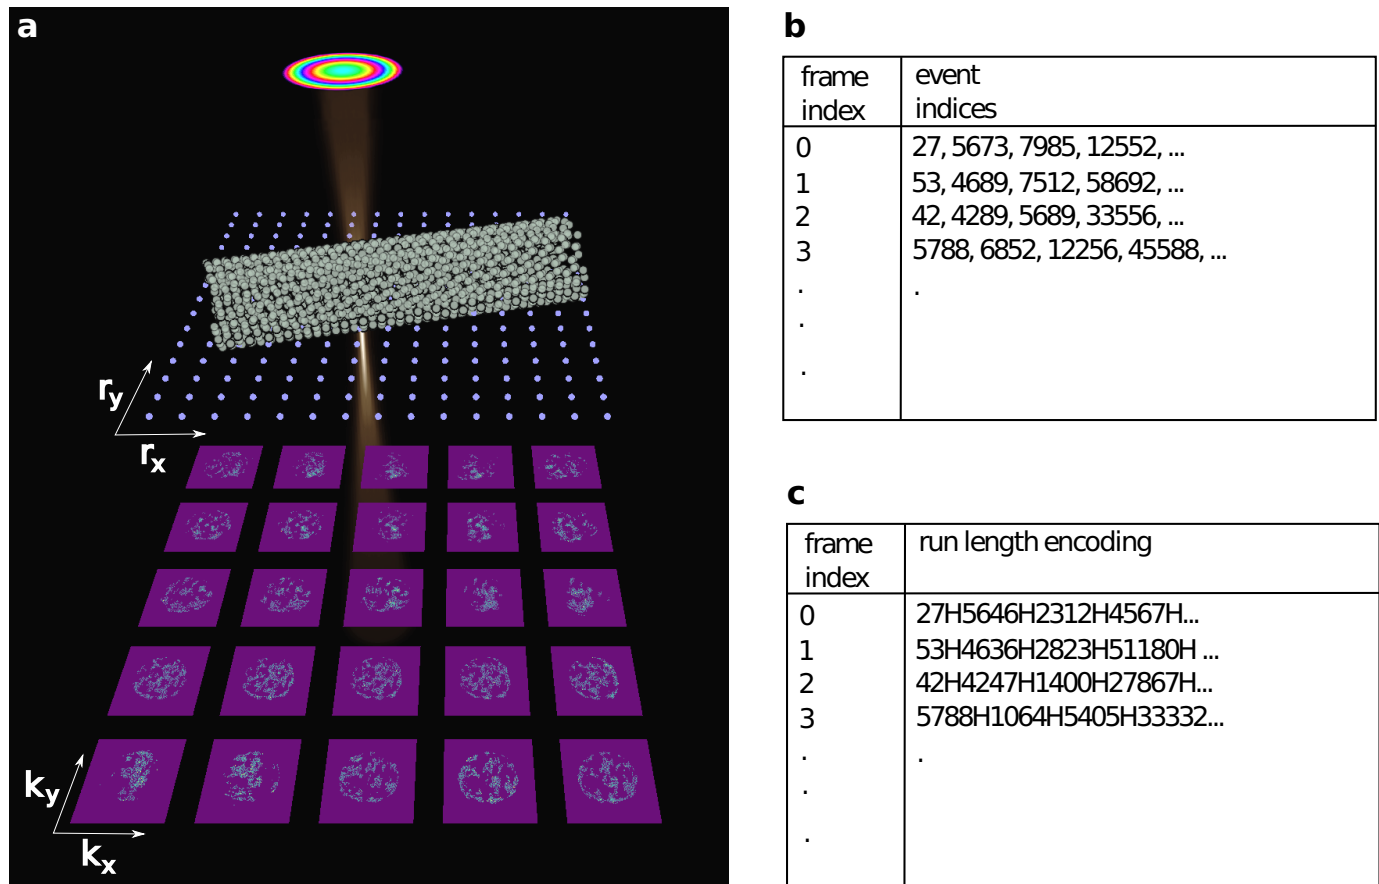 a
r_y
r_x
k_y
k_x
b
frame index
event indices
0
27, 5673, 7985, 12552, ...
1
53, 4689, 7512, 58692, ...
2
42, 4289, 5689, 33556, ...
3
5788, 6852, 12256, 45588, ...
.
.
.
.
c
frame index
run length encoding
0
27H5646H2312H4567H...
1
53H4636H2823H51180H ...
2
42H4247H1400H27867H...
3
5788H1064H5405H33332...
.
.
.
.